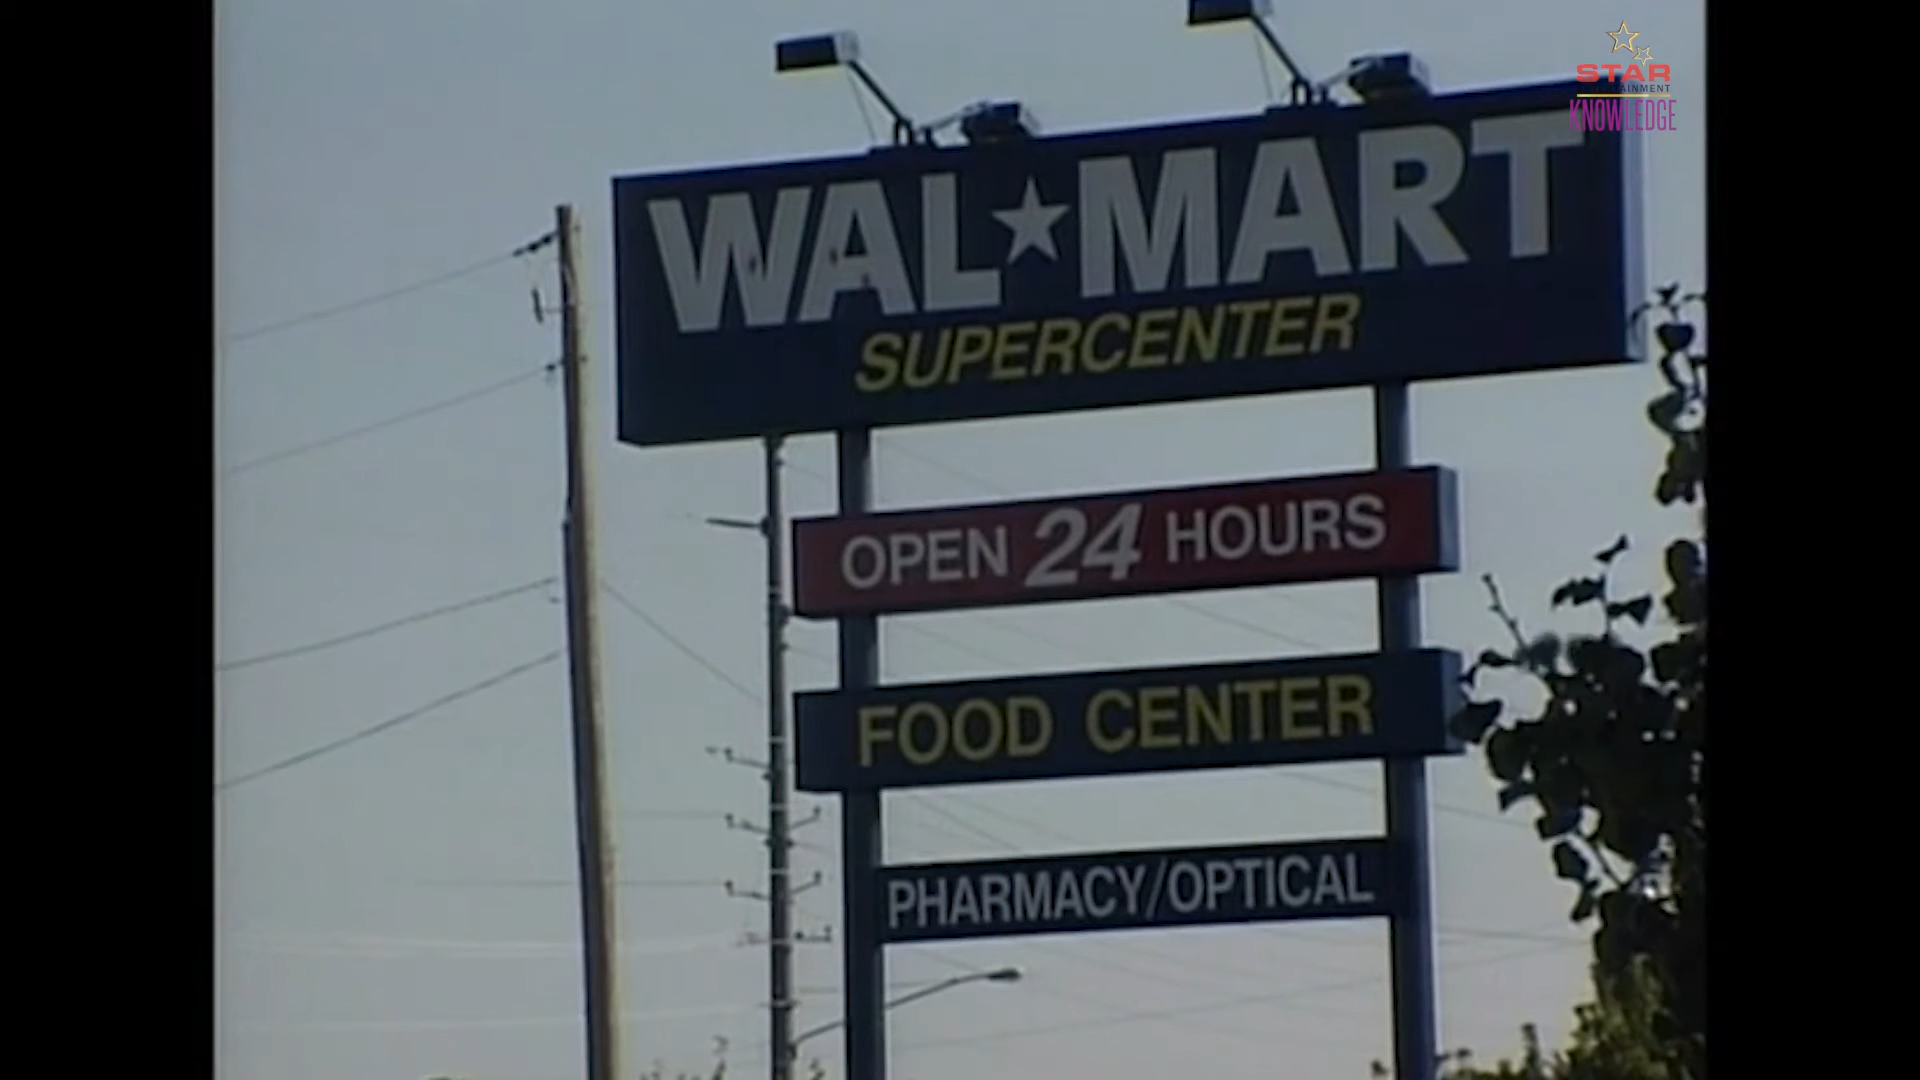 STAR
KNOWLEDGE
WAL★MART
SUPERCENTER
OPEN 24 HOURS
FOOD CENTER
PHARMACY/OPTICAL